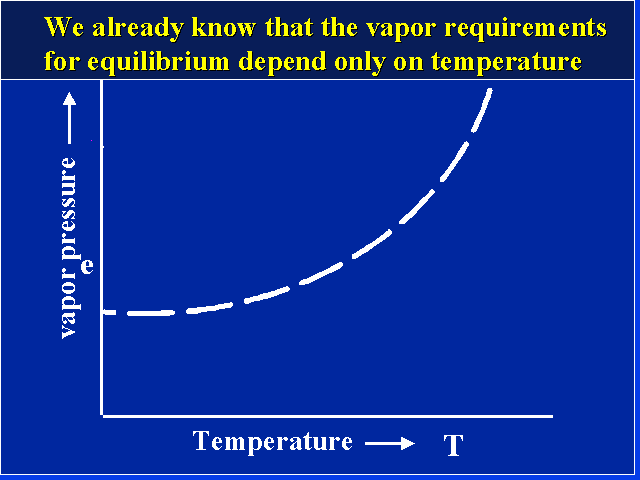 We already know that the vapor requirements
for equilibrium depend only on temperature
vapor pressure
e
Temperature
T